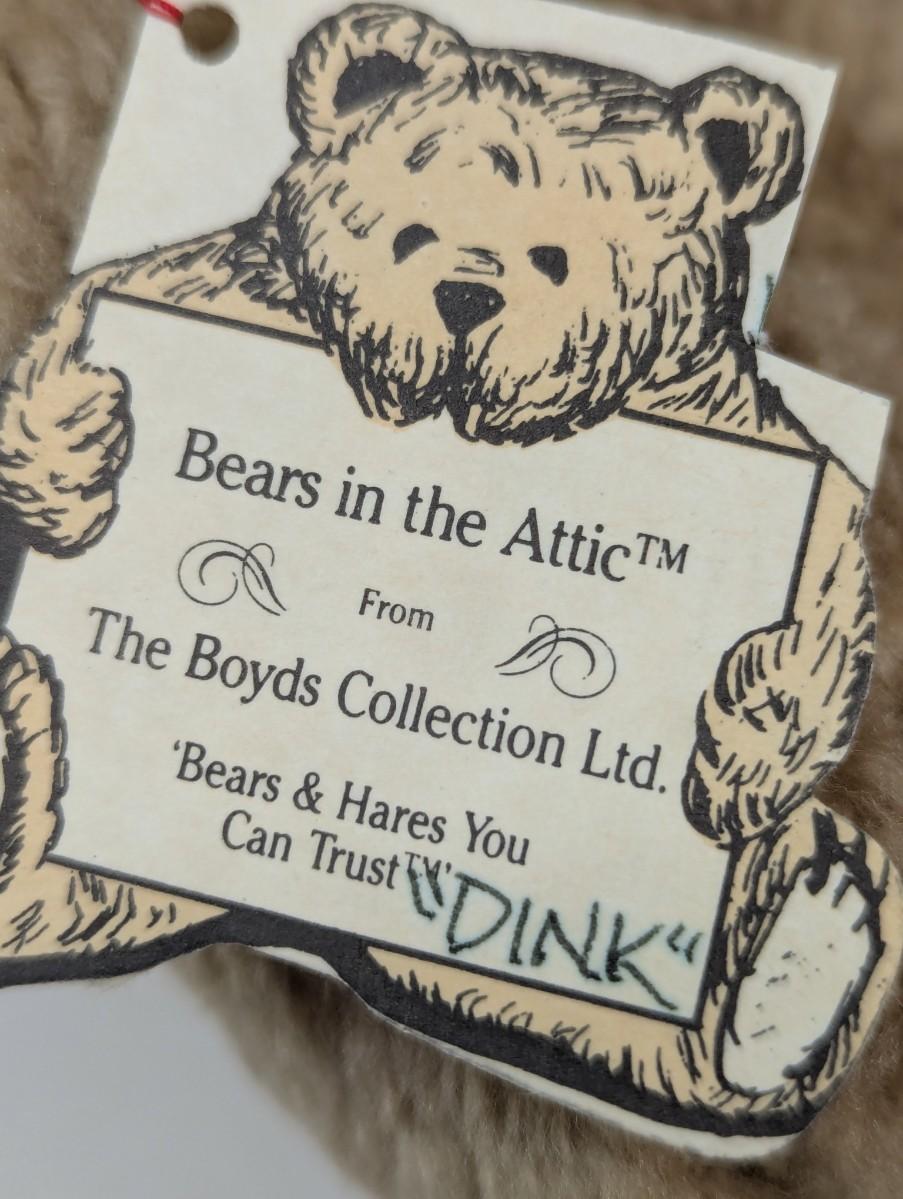 Bears in the Attic™
From
The Boyds Collection Ltd.
‘Bears & Hares You
Can Trust™’
"DINK"